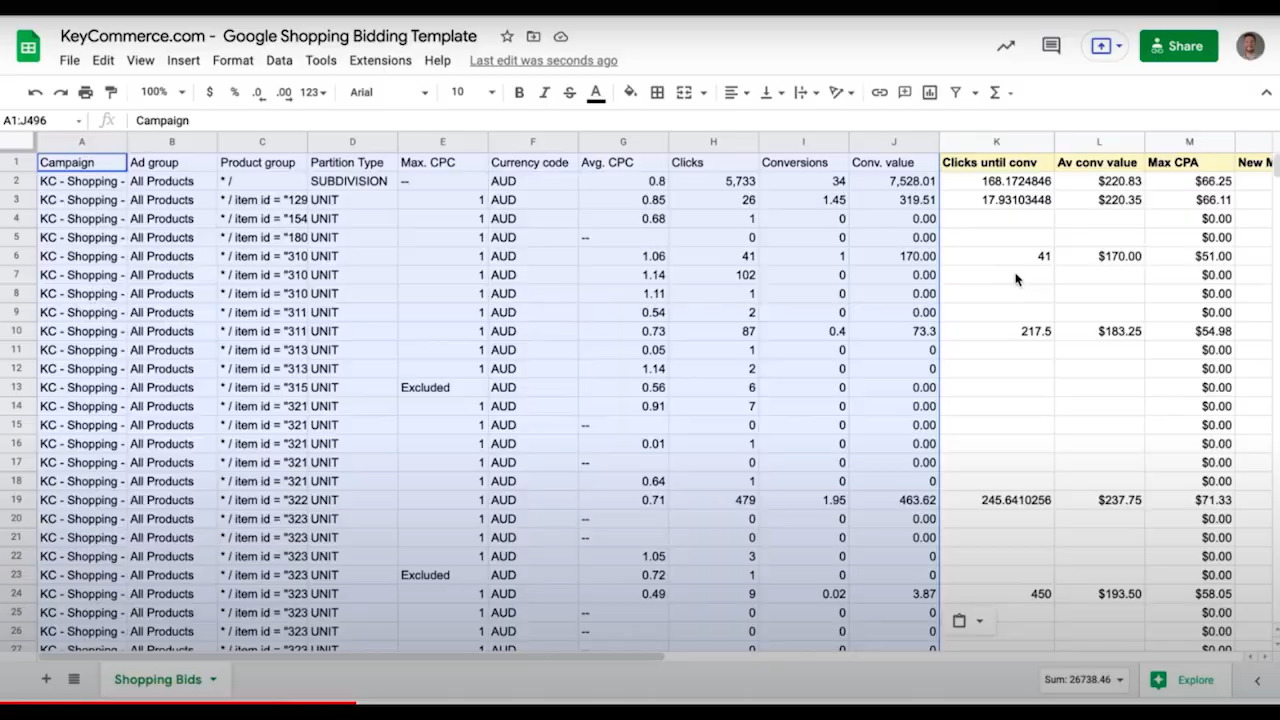 KeyCommerce.com - Google Shopping Bidding Template
File Edit View Insert Format Data Tools Extensions Help Last edit was seconds ago
Share
100% $ % .0 .00 123 Arial 10 B I S A
A1:J496 fx Campaign
A B C D E F G H I J K L M
1 Campaign Ad group Product group Partition Type Max. CPC Currency code Avg. CPC Clicks Conversions Conv. value Clicks until conv Av conv value Max CPA New M
2 KC - Shopping - All Products * / SUBDIVISION -- AUD 0.8 5,733 34 7,528.01 168.1724846 $220.83 $66.25
3 KC - Shopping - All Products * / item id = "129 UNIT 1 AUD 0.85 26 1.45 319.51 17.93103448 $220.35 $66.11
4 KC - Shopping - All Products * / item id = "154 UNIT 1 AUD 0.68 1 0 0.00 $0.00
5 KC - Shopping - All Products * / item id = "180 UNIT 1 AUD -- 0 0 0.00 $0.00
6 KC - Shopping - All Products * / item id = "310 UNIT 1 AUD 1.06 41 1 170.00 41 $170.00 $51.00
7 KC - Shopping - All Products * / item id = "310 UNIT 1 AUD 1.14 102 0 0.00 $0.00
8 KC - Shopping - All Products * / item id = "310 UNIT 1 AUD 1.11 1 0 0.00 $0.00
9 KC - Shopping - All Products * / item id = "311 UNIT 1 AUD 0.54 2 0 0.00 $0.00
10 KC - Shopping - All Products * / item id = "311 UNIT 1 AUD 0.73 87 0.4 73.3 217.5 $183.25 $54.98
11 KC - Shopping - All Products * / item id = "313 UNIT 1 AUD 0.05 1 0 0 $0.00
12 KC - Shopping - All Products * / item id = "313 UNIT 1 AUD 1.14 2 0 0 $0.00
13 KC - Shopping - All Products * / item id = "315 UNIT Excluded AUD 0.56 6 0 0.00 $0.00
14 KC - Shopping - All Products * / item id = "321 UNIT 1 AUD 0.91 7 0 0.00 $0.00
15 KC - Shopping - All Products * / item id = "321 UNIT 1 AUD -- 0 0 0.00 $0.00
16 KC - Shopping - All Products * / item id = "321 UNIT 1 AUD 0.01 1 0 0.00 $0.00
17 KC - Shopping - All Products * / item id = "321 UNIT 1 AUD -- 0 0 0.00 $0.00
18 KC - Shopping - All Products * / item id = "321 UNIT 1 AUD 0.64 1 0 0.00 $0.00
19 KC - Shopping - All Products * / item id = "322 UNIT 1 AUD 0.71 479 1.95 463.62 245.6410256 $237.75 $71.33
20 KC - Shopping - All Products * / item id = "323 UNIT 1 AUD -- 0 0 0.00 $0.00
21 KC - Shopping - All Products * / item id = "323 UNIT 1 AUD -- 0 0 0.00 $0.00
22 KC - Shopping - All Products * / item id = "323 UNIT 1 AUD 1.05 3 0 0 $0.00
23 KC - Shopping - All Products * / item id = "323 UNIT Excluded AUD 0.72 1 0 0 $0.00
24 KC - Shopping - All Products * / item id = "323 UNIT 1 AUD 0.49 9 0.02 3.87 450 $193.50 $58.05
25 KC - Shopping - All Products * / item id = "323 UNIT 1 AUD -- 0 0 0 $0.00
26 KC - Shopping - All Products * / item id = "323 UNIT 1 AUD -- 0 0 0 $0.00
27 KC - Shopping - All Products * / item id = "323 UNIT 1 AUD 0 0 0 $0.00
Shopping Bids Sum: 26738.46 Explore